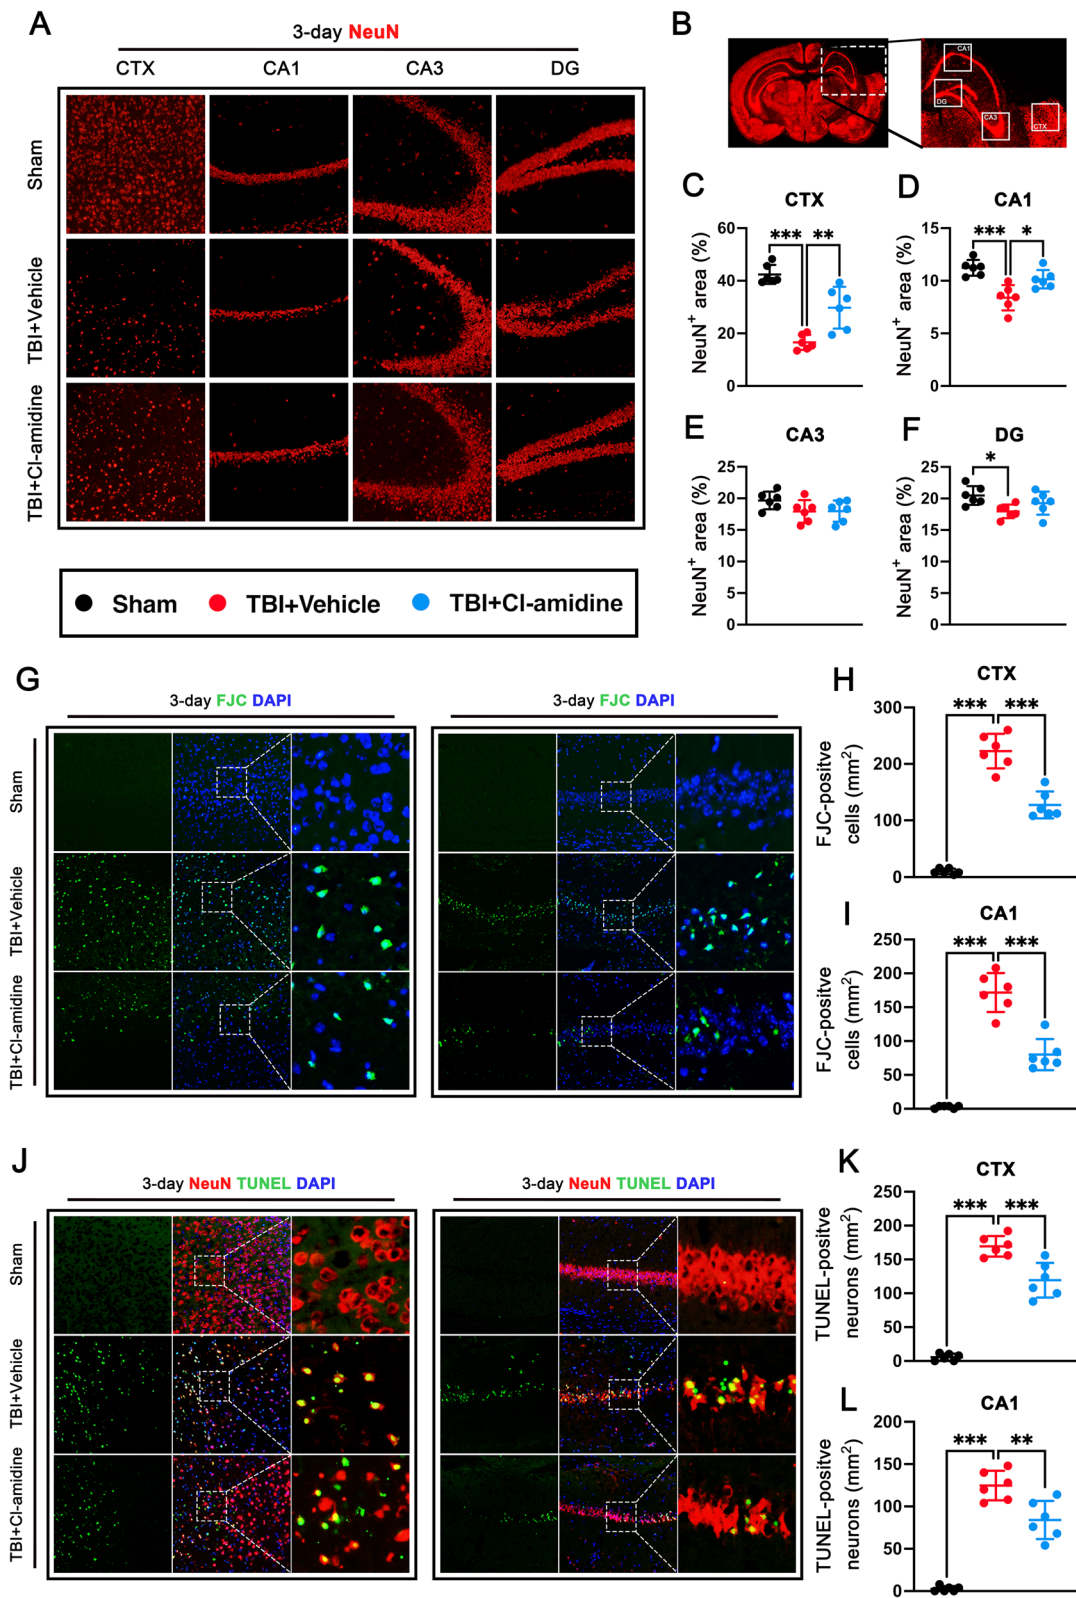 A
3-day NeuN
CTX CA1 CA3 DG
Sham
TBI+Vehicle
TBI+Cl-amidine
B
CA1
DG
CA3
CTX
C
CTX
NeuN+ area (%)
60
40
20
0
*** **
D
CA1
NeuN+ area (%)
15
10
5
0
*** *
E
CA3
NeuN+ area (%)
25
20
15
10
5
0
F
DG
NeuN+ area (%)
25
20
15
10
5
0
*
Sham TBI+Vehicle TBI+Cl-amidine
G
3-day FJC DAPI
3-day FJC DAPI
Sham
TBI+Vehicle
TBI+Cl-amidine
H
CTX
FJC-positive
cells (mm2)
300
200
100
0
*** ***
I
CA1
FJC-positive
cells (mm2)
250
200
150
100
50
0
*** ***
J
3-day NeuN TUNEL DAPI
3-day NeuN TUNEL DAPI
Sham
TBI+Vehicle
TBI+Cl-amidine
K
CTX
TUNEL-positve
neurons (mm2)
250
200
150
100
50
0
*** ***
L
CA1
TUNEL-positve
neurons (mm2)
200
150
100
50
0
*** **